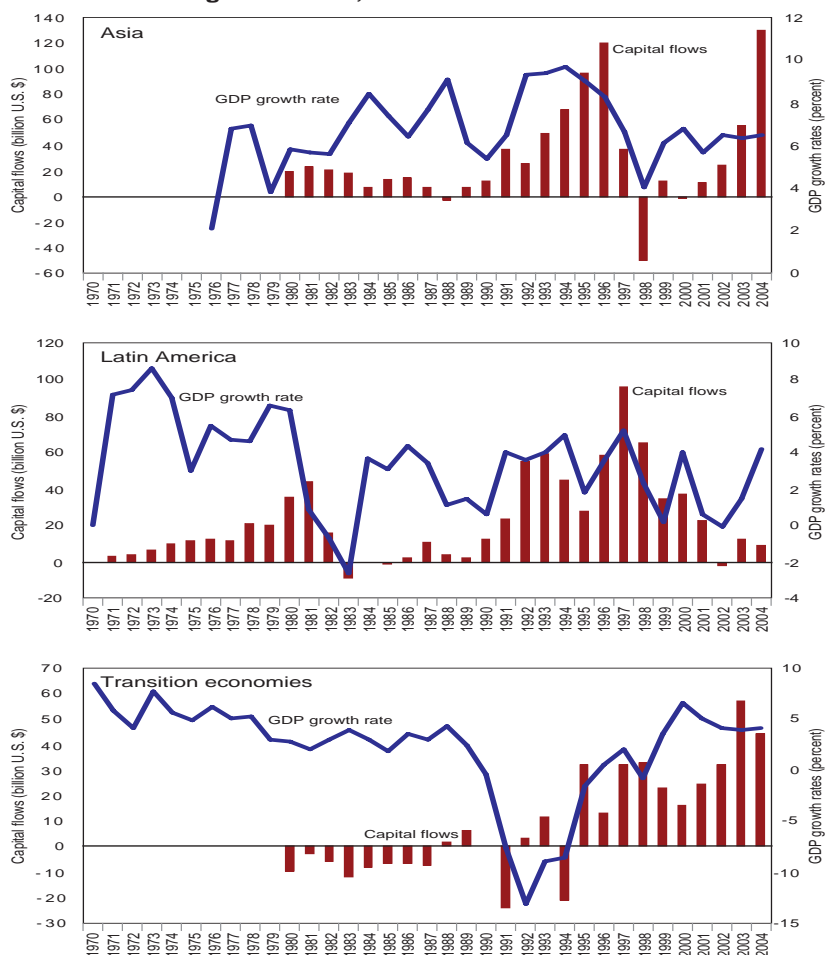 Asia
Capital flows (billion U.S. $)
140
120
100
80
60
40
20
0
-20
-40
-60
GDP growth rate
Capital flows
12
10
8
6
4
2
0
GDP growth rates (percent)
1970 1971 1972 1973 1974 1975 1976 1977 1978 1979 1980 1981 1982 1983 1984 1985 1986 1987 1988 1989 1990 1991 1992 1993 1994 1995 1996 1997 1998 1999 2000 2001 2002 2003 2004
Latin America
Capital flows (billion U.S. $)
120
100
80
60
40
20
0
-20
GDP growth rate
Capital flows
10
8
6
4
2
0
-2
-4
GDP growth rates (percent)
1970 1971 1972 1973 1974 1975 1976 1977 1978 1979 1980 1981 1982 1983 1984 1985 1986 1987 1988 1989 1990 1991 1992 1993 1994 1995 1996 1997 1998 1999 2000 2001 2002 2003 2004
Transition economies
Capital flows (billion U.S. $)
70
60
50
40
30
20
10
0
-10
-20
-30
GDP growth rate
Capital flows
10
5
0
-5
-10
-15
GDP growth rates (percent)
1970 1971 1972 1973 1974 1975 1976 1977 1978 1979 1980 1981 1982 1983 1984 1985 1986 1987 1988 1989 1990 1991 1992 1993 1994 1995 1996 1997 1998 1999 2000 2001 2002 2003 2004